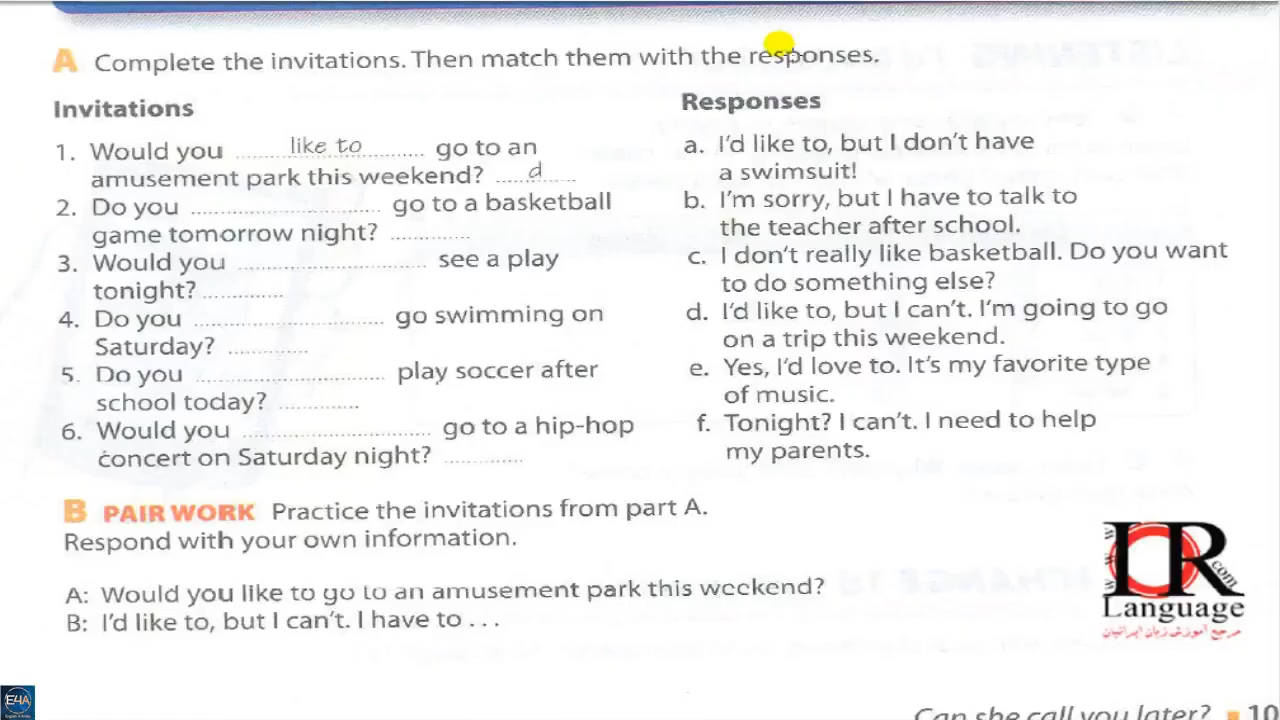 A Complete the invitations. Then match them with the responses.
Invitations
1. Would you like to go to an
amusement park this weekend? d
2. Do you ............ go to a basketball
game tomorrow night? ............
3. Would you ............ see a play
tonight? ............
4. Do you ............ go swimming on
Saturday? ............
5. Do you ............ play soccer after
school today? ............
6. Would you ............ go to a hip-hop
concert on Saturday night? ............
Responses
a. I'd like to, but I don't have
a swimsuit!
b. I'm sorry, but I have to talk to
the teacher after school.
c. I don't really like basketball. Do you want
to do something else?
d. I'd like to, but I can't. I'm going to go
on a trip this weekend.
e. Yes, I'd love to. It's my favorite type
of music.
f. Tonight? I can't. I need to help
my parents.
B PAIR WORK Practice the invitations from part A.
Respond with your own information.
A: Would you like to go to an amusement park this weekend?
B: I'd like to, but I can't. I have to . . .
IR
.com
Language
مرجع آموزش زبان ایرانیان
E4A
Can she call you later? 10